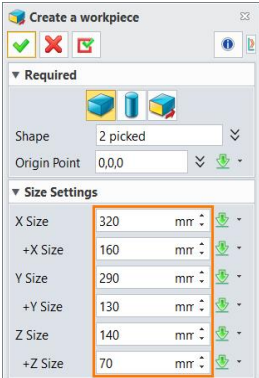 Create a workpiece
Required
Shape 2 picked
Origin Point 0,0,0
Size Settings
X Size 320 mm
+X Size 160 mm
Y Size 290 mm
+Y Size 130 mm
Z Size 140 mm
+Z Size 70 mm